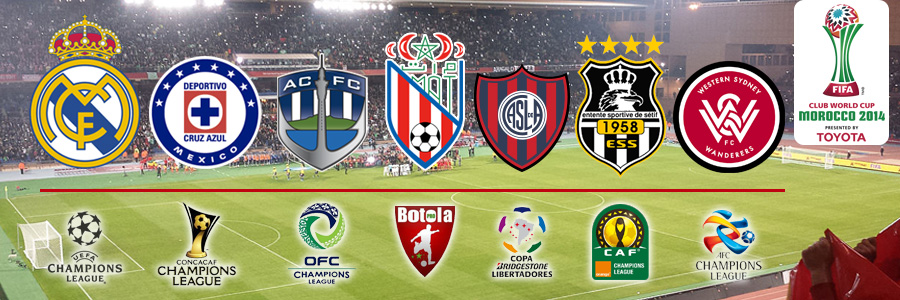 DEPORTIVO
CRUZ AZUL
MEXICO
AC FC
CASLA
entente sportive de sétif
1958
ESS
WESTERN SYDNEY
FC
WANDERERS
FIFA
CLUB WORLD CUP
MOROCCO 2014
PRESENTED BY
TOYOTA
UEFA
CHAMPIONS
LEAGUE
CONCACAF
CHAMPIONS LEAGUE
OFC
CHAMPIONS
LEAGUE
Botola
PRO
COPA
BRIDGESTONE
LIBERTADORES
CAF
orange
CHAMPIONS
LEAGUE
AFC
CHAMPIONS
LEAGUE